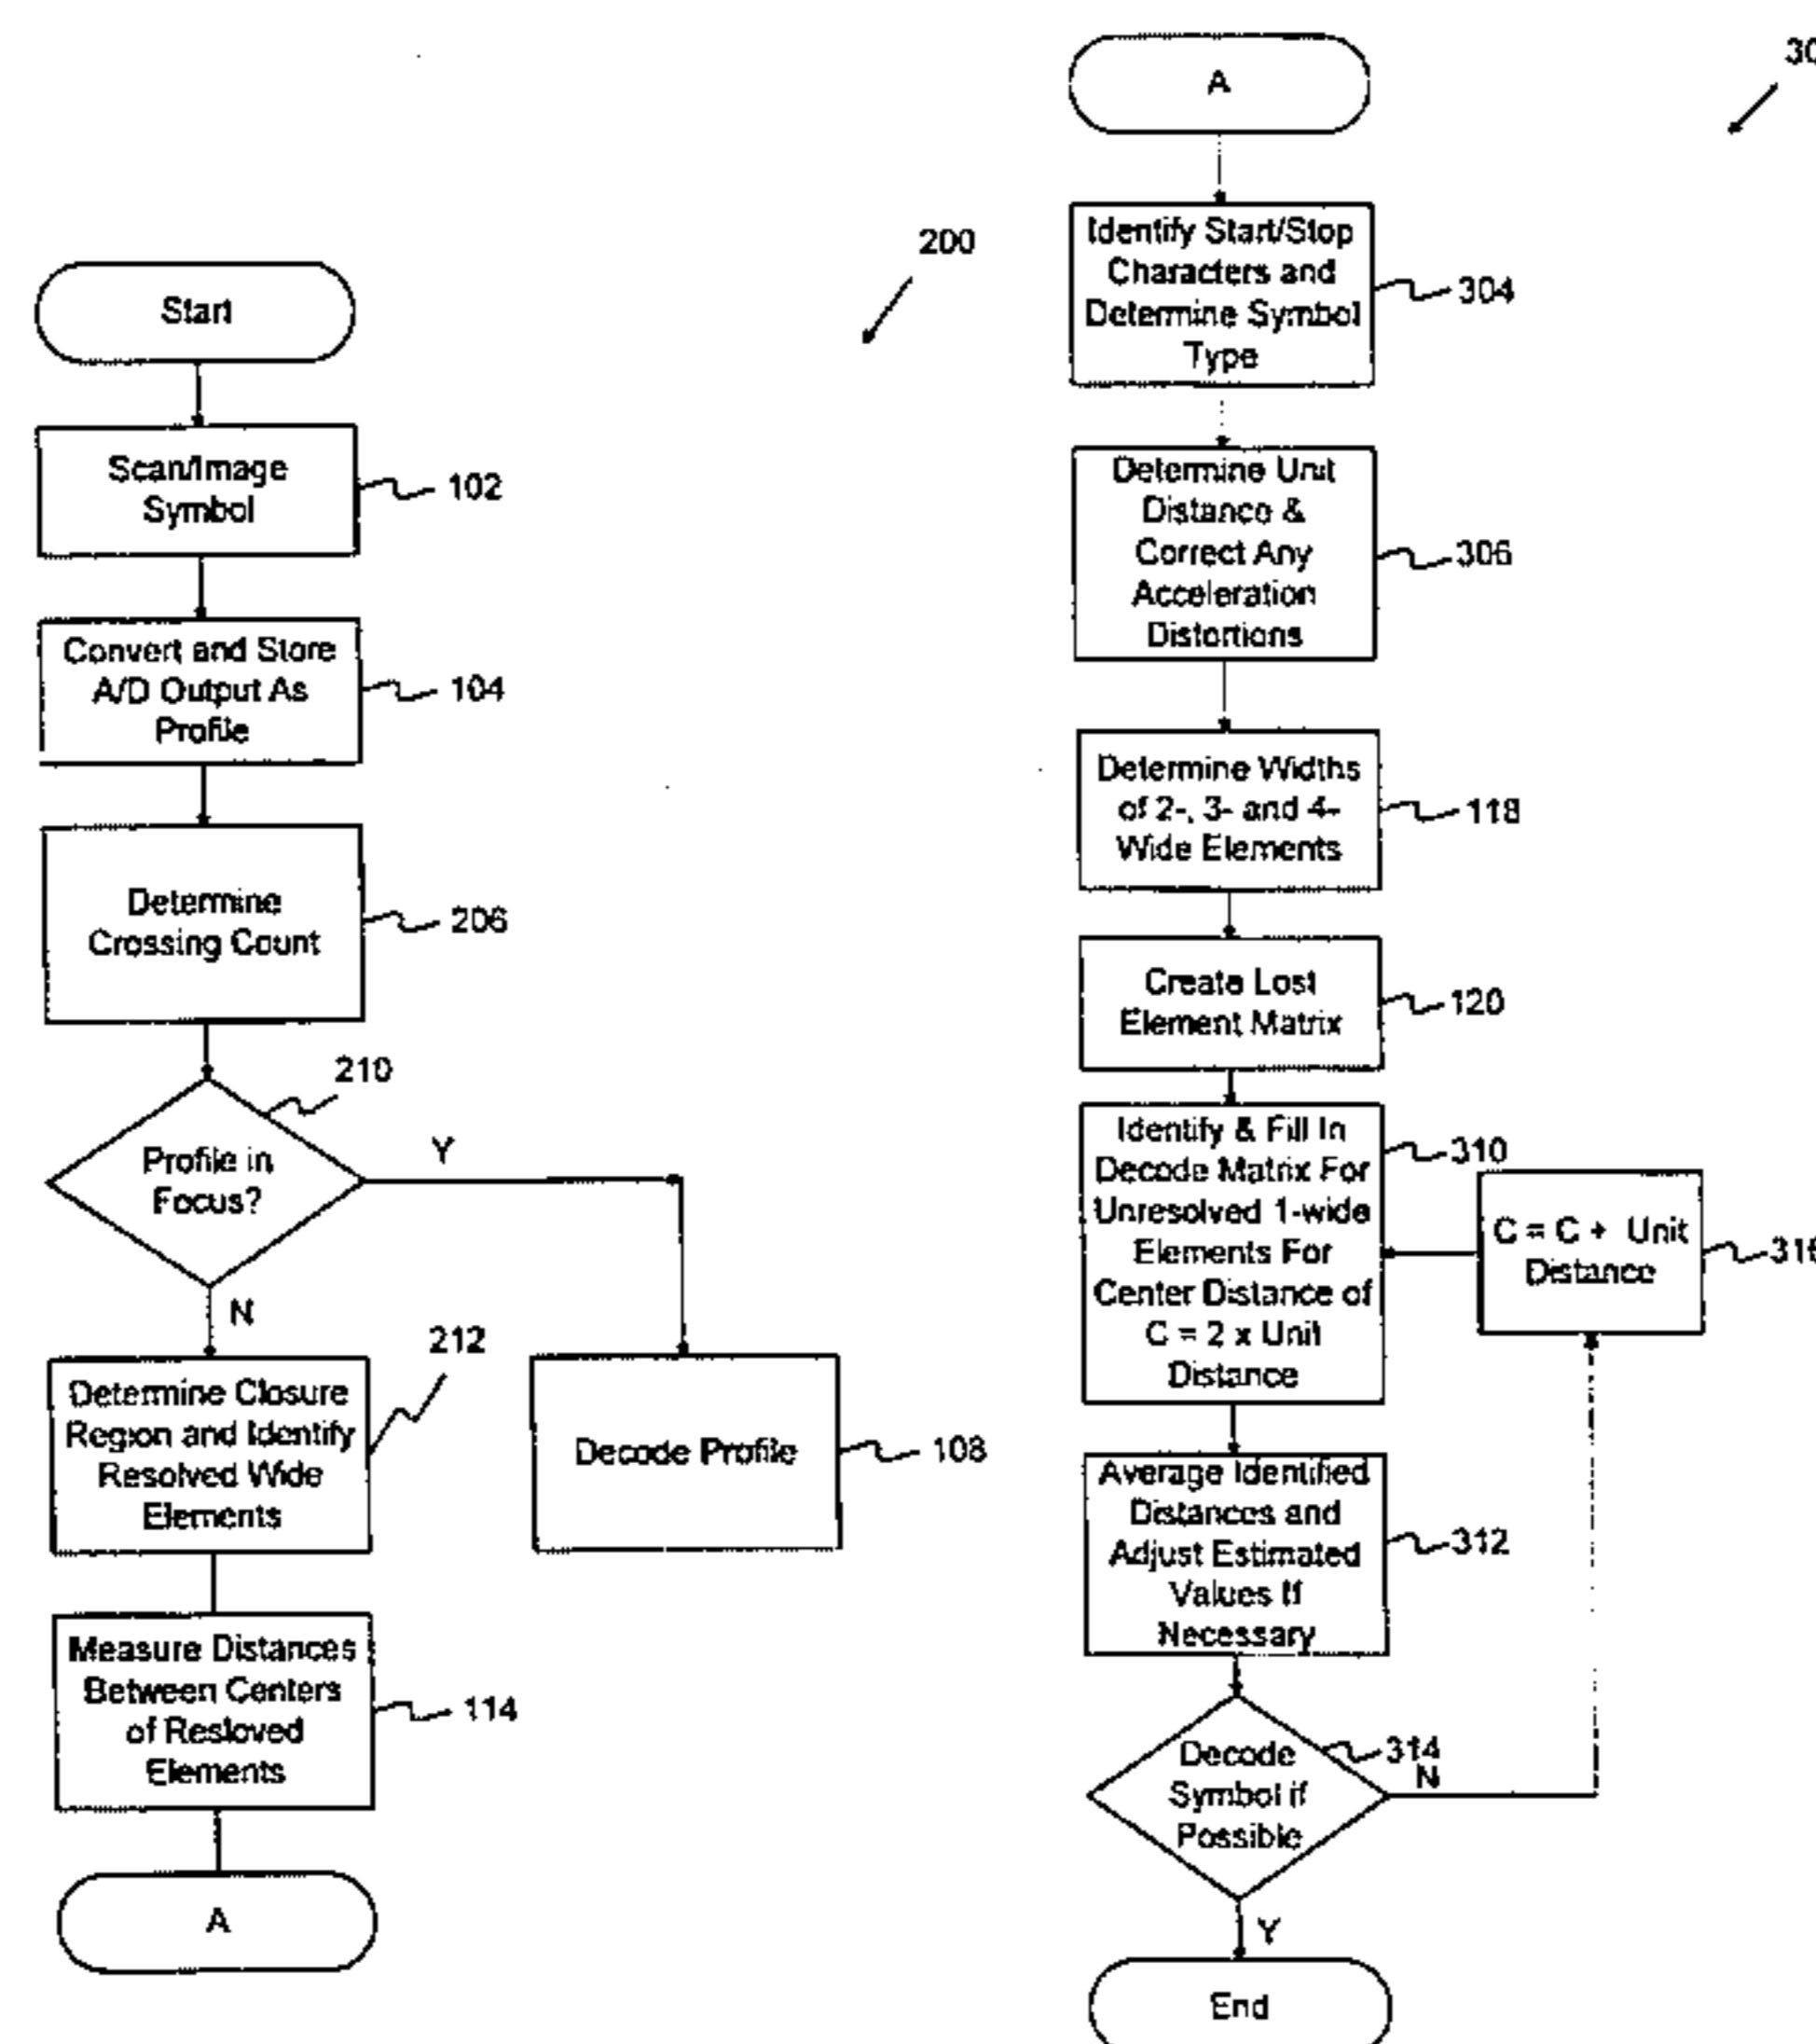 200
Start
Scan/Image
Symbol
102
Convert and Store
A/D Output As
Profile
104
Determine
Crossing Count
206
210
Profile in
Focus?
Y
N
212
Determine Closure
Region and Identify
Resolved Wide
Elements
Decode Profile
108
Measure Distances
Between Centers
of Resloved
Elements
114
A
30
A
Identify Start/Stop
Characters and
Determine Symbol
Type
304
Determine Unit
Distance &
Correct Any
Acceleration
Distortions
306
Determine Widths
of 2-, 3- and 4-
Wide Elements
118
Create Lost
Element Matrix
120
Identify & Fill In
Decode Matrix For
Unresolved 1-wide
Elements For
Center Distance of
C = 2 x Unit
Distance
310
C = C + Unit
Distance
316
Average Identified
Distances and
Adjust Estimated
Values If
Necessary
312
Decode
Symbol if
Possible
314
N
Y
End